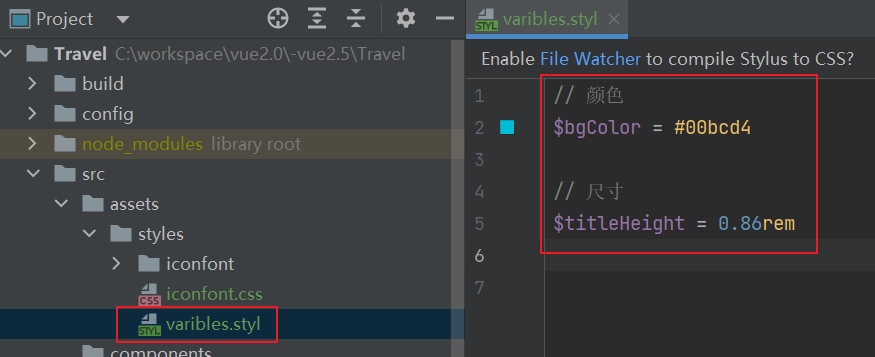 Project
Travel C:\workspace\vue2.0\-vue2.5\Travel
build
config
node_modules library root
src
assets
styles
iconfont
CSS iconfont.css
STYL varibles.styl
components
STYL varibles.styl
Enable File Watcher to compile Stylus to CSS?
1 // 颜色
2 $bgColor = #00bcd4
3
4 // 尺寸
5 $titleHeight = 0.86rem
6
7